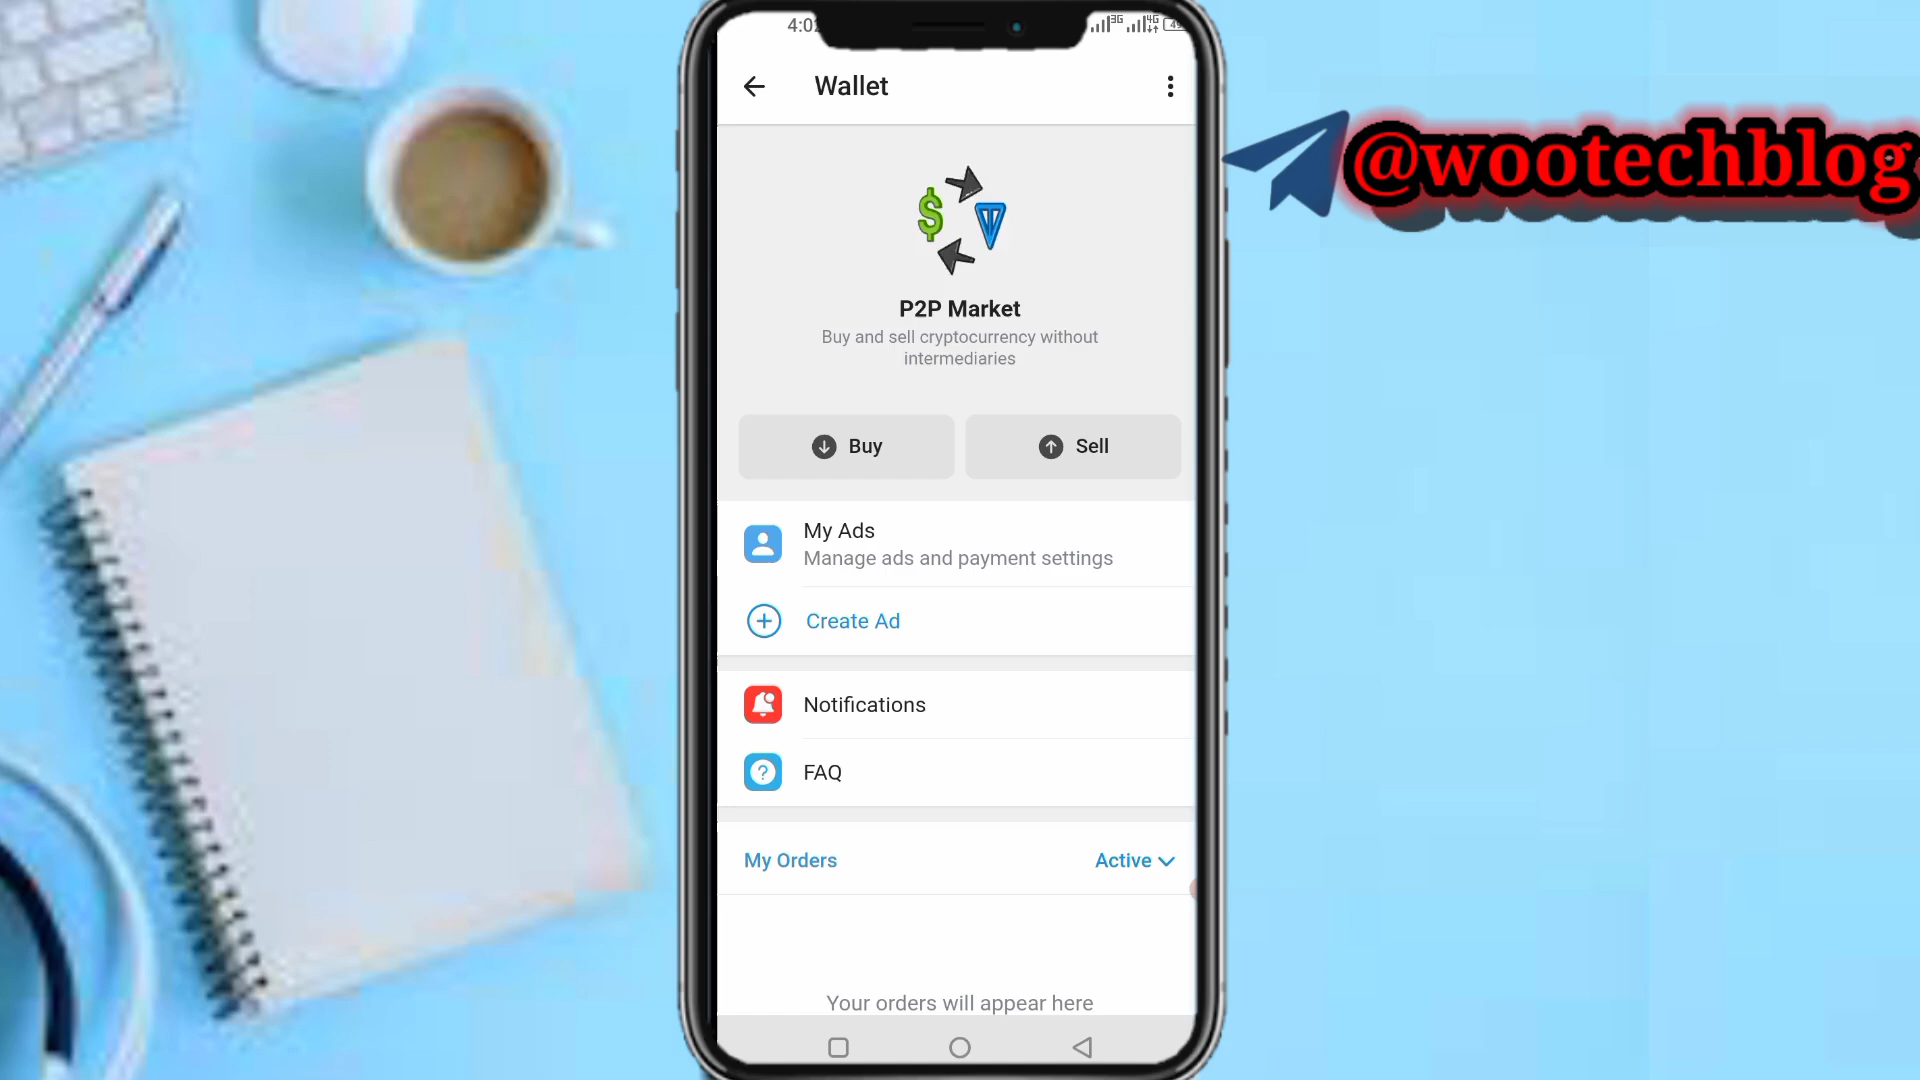 Wallet
@wootechblog
P2P Market
Buy and sell cryptocurrency without
intermediaries
Buy
Sell
My Ads
Manage ads and payment settings
Create Ad
Notifications
FAQ
My Orders
Active
Your orders will appear here